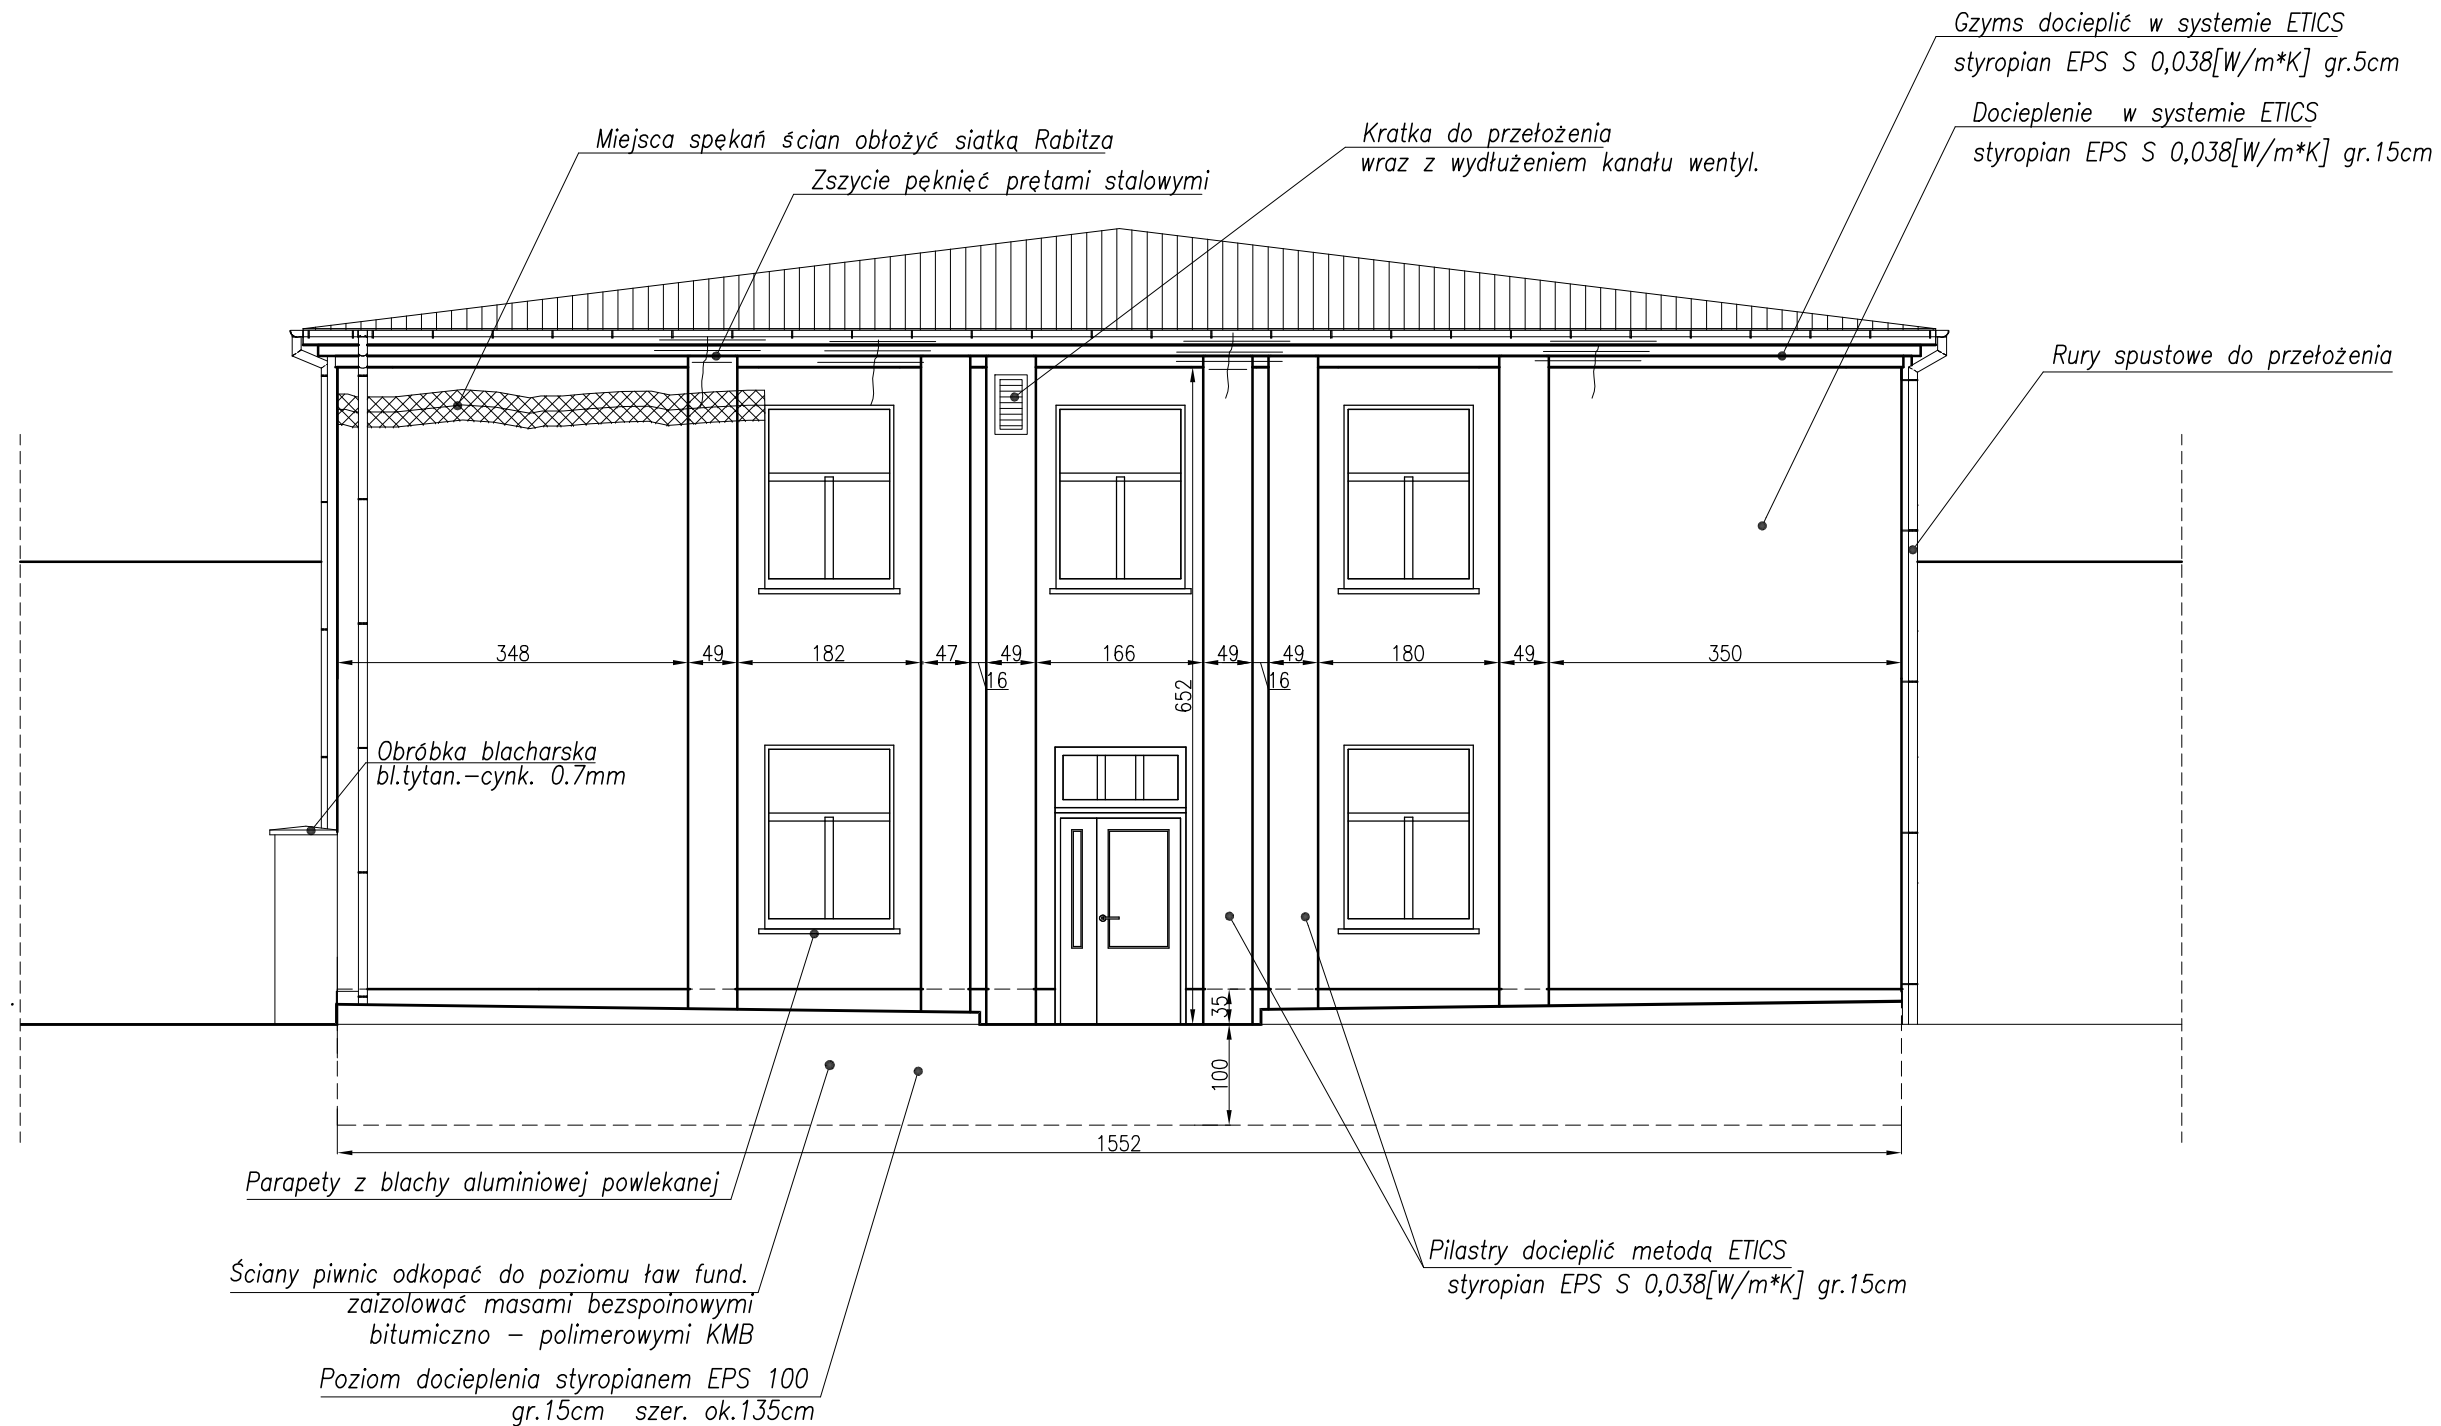 Gzyms docieplić w systemie ETICS
styropian EPS S 0,038[W/m*K] gr.5cm
Docieplenie w systemie ETICS
styropian EPS S 0,038[W/m*K] gr.15cm
Miejsca spękań ścian obłożyć siatką Rabitza
Zszycie pęknięć prętami stalowymi
Kratka do przełożenia
wraz z wydłużeniem kanału wentyl.
Rury spustowe do przełożenia
348 49 182 47 49 166 49 49 180 49 350
16 16
652
Obróbka blacharska
bl.tytan.-cynk. 0.7mm
35
100
1552
Parapety z blachy aluminiowej powlekanej
Ściany piwnic odkopać do poziomu ław fund.
zaizolować masami bezspoinowymi
bitumiczno - polimerowymi KMB
Poziom docieplenia styropianem EPS 100
gr.15cm szer. ok.135cm
Pilastry docieplić metodą ETICS
styropian EPS S 0,038[W/m*K] gr.15cm